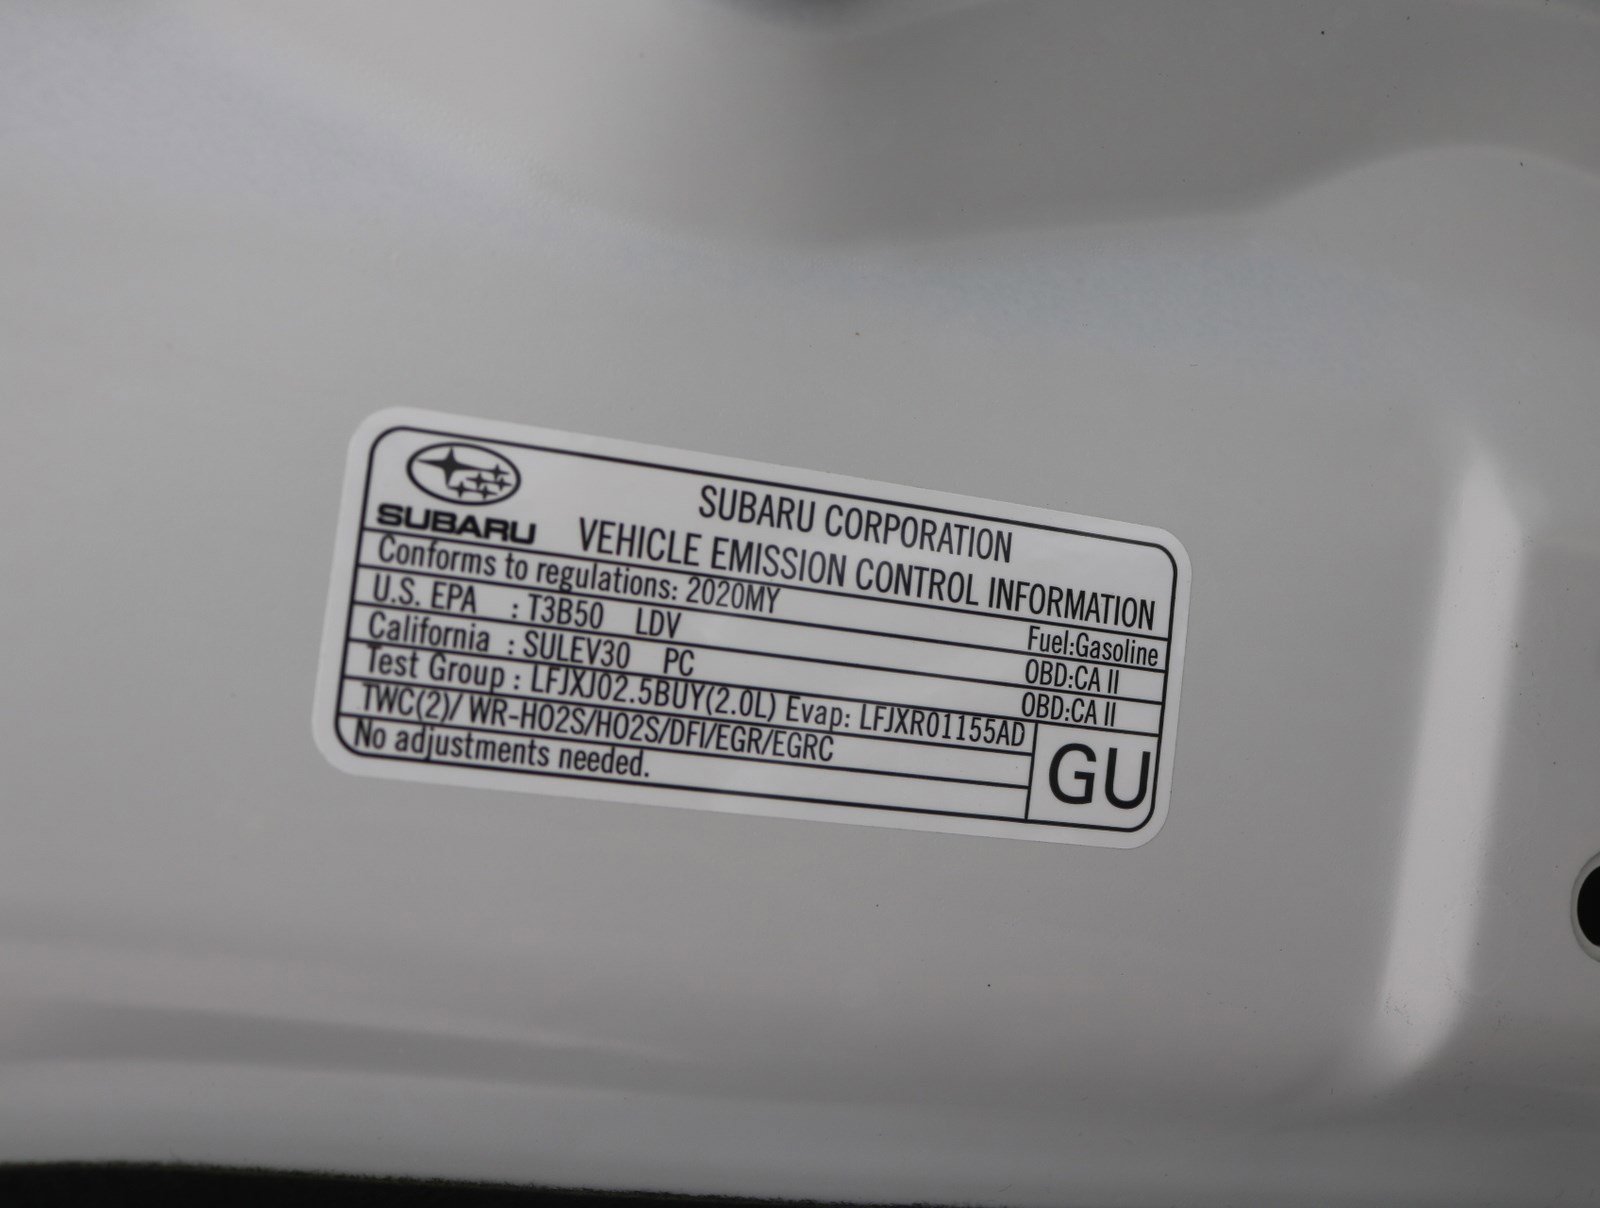 SUBARU
SUBARU CORPORATION
VEHICLE EMISSION CONTROL INFORMATION
Conforms to regulations: 2020MY Fuel:Gasoline
U.S. EPA : T3B50 LDV OBD:CA II
California : SULEV30 PC OBD:CA II
Test Group : LFJXJ02.5BUY(2.0L) Evap: LFJXR01155AD
TWC(2)/ WR-HO2S/HO2S/DFI/EGR/EGRC
No adjustments needed.
GU